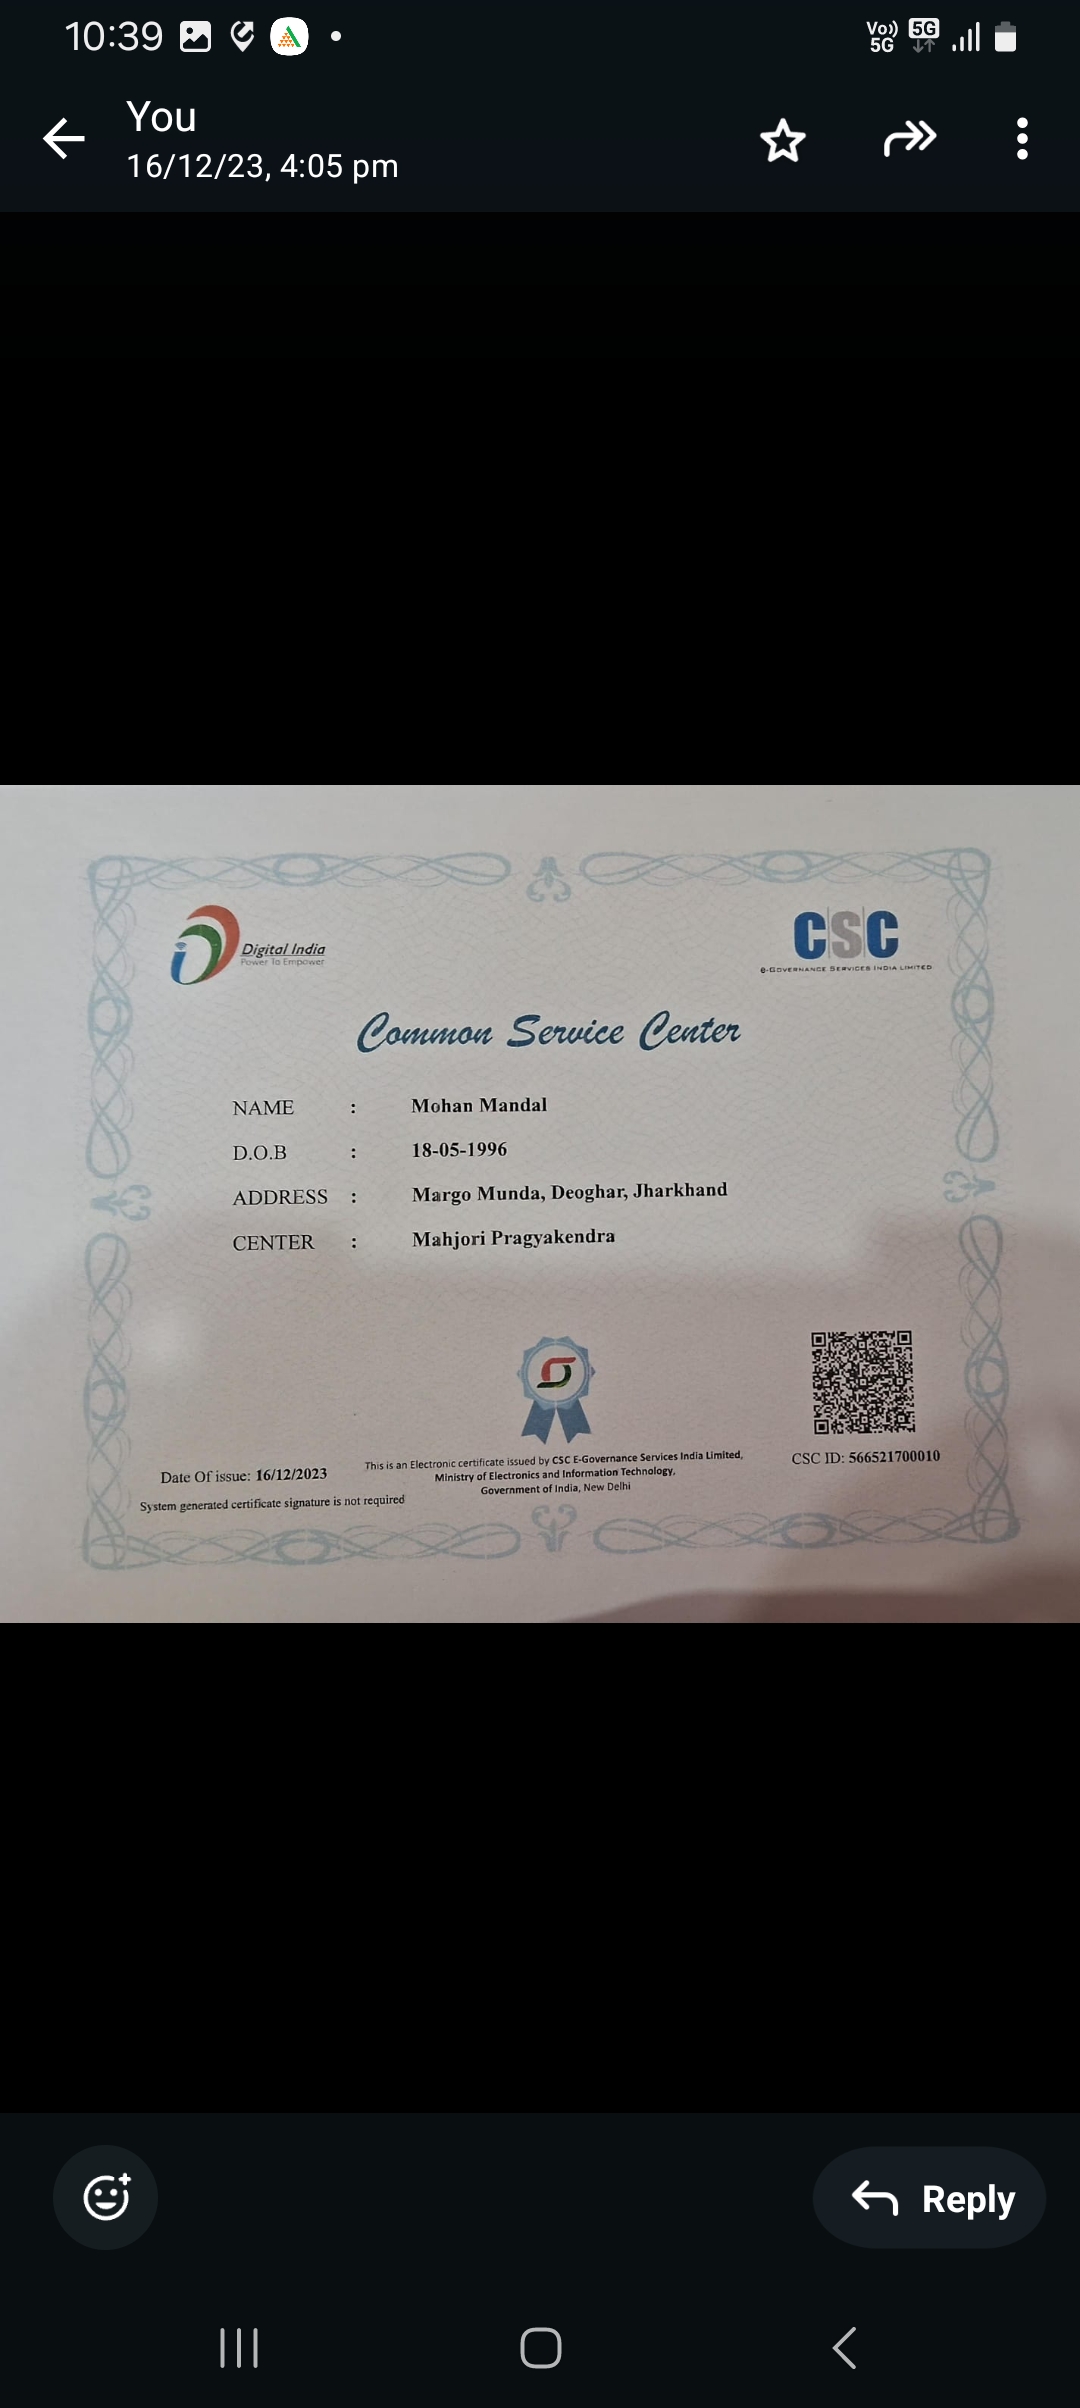 10:39
Vo)) 5G 5G
You
16/12/23, 4:05 pm
Digital India
Power To Empower
CSC
e-Governance Services India Limited
Common Service Center
NAME : Mohan Mandal
D.O.B : 18-05-1996
ADDRESS : Margo Munda, Deoghar, Jharkhand
CENTER : Mahjori Pragyakendra
Date Of issue: 16/12/2023
System generated certificate signature is not required
This is an Electronic certificate issued by CSC E-Governance Services India Limited,
Ministry of Electronics and Information Technology,
Government of India, New Delhi
CSC ID: 566521700010
Reply